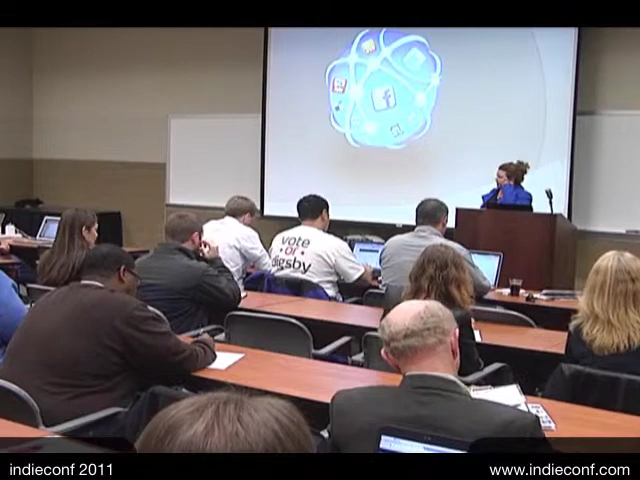 f
vote
or
digsby
indieconf 2011
www.indieconf.com